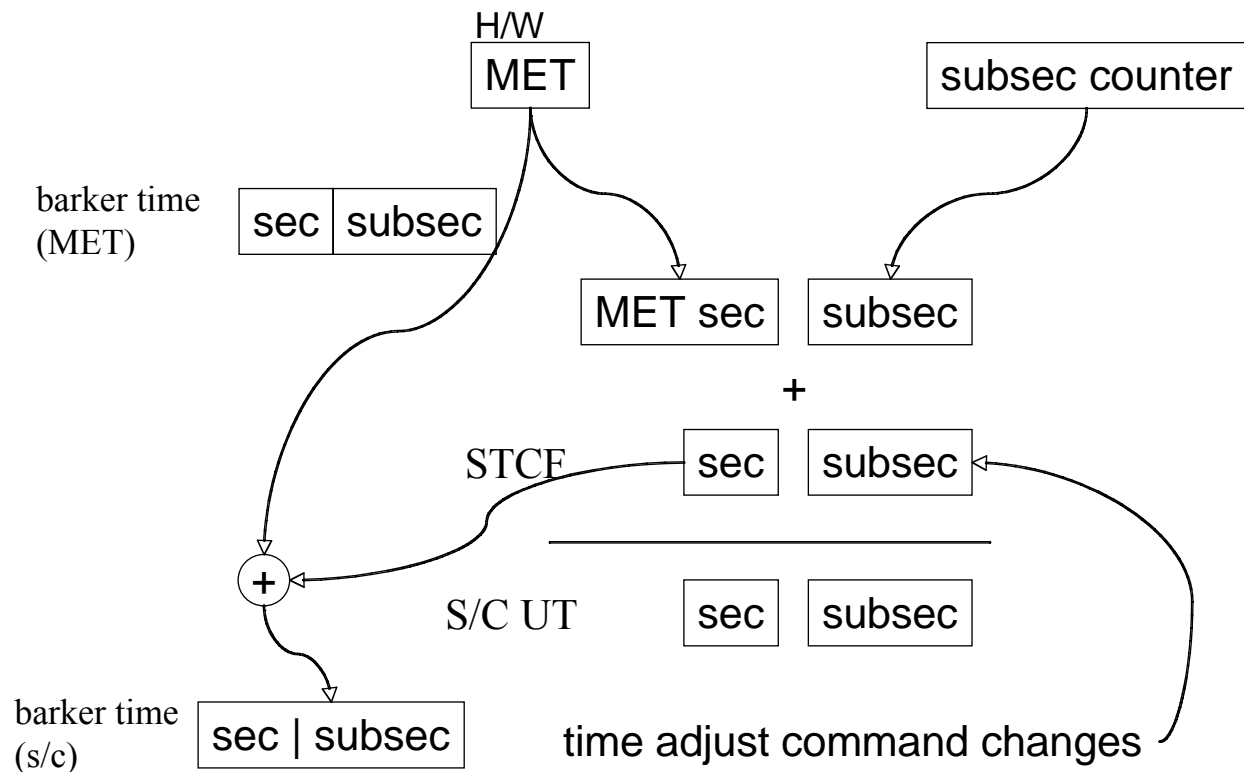 H/W
MET
subsec counter
barker time
(MET)
sec subsec
MET sec subsec
+
STCF sec subsec
+
S/C UT sec subsec
barker time
(s/c)
sec | subsec
time adjust command changes